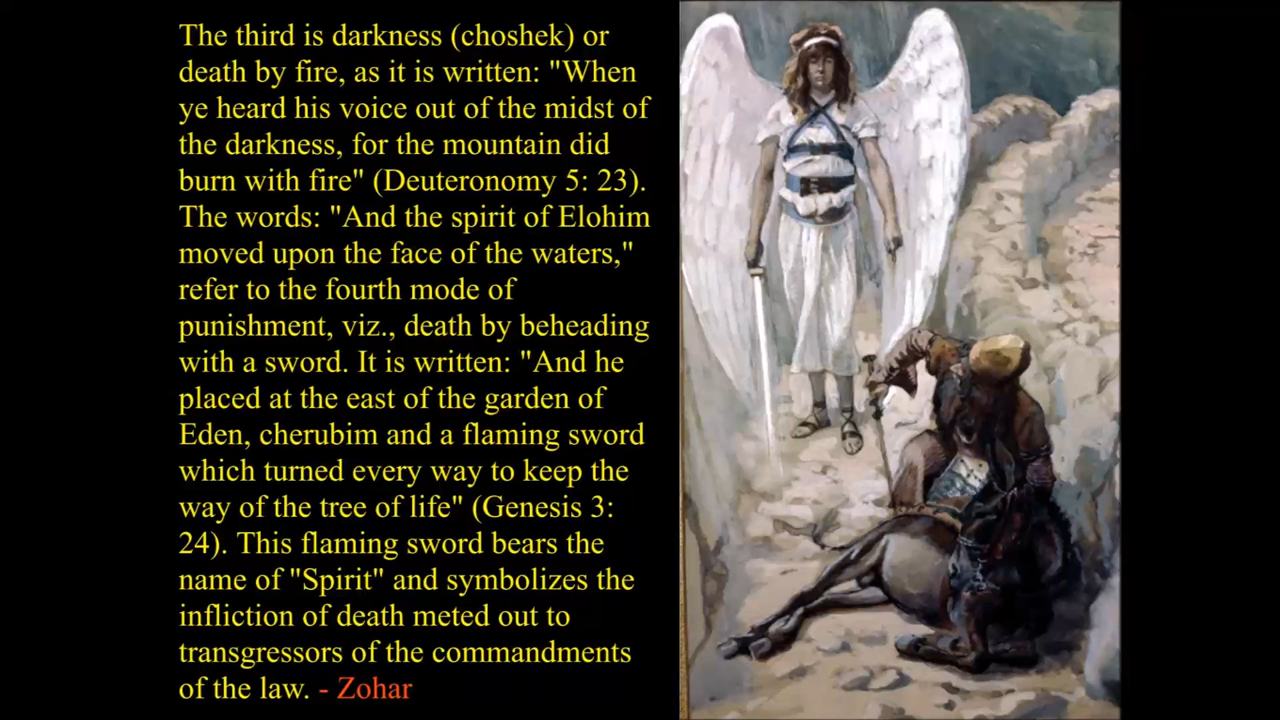 The third is darkness (choshek) or
death by fire, as it is written: "When
ye heard his voice out of the midst of
the darkness, for the mountain did
burn with fire" (Deuteronomy 5: 23).
The words: "And the spirit of Elohim
moved upon the face of the waters,"
refer to the fourth mode of
punishment, viz., death by beheading
with a sword. It is written: "And he
placed at the east of the garden of
Eden, cherubim and a flaming sword
which turned every way to keep the
way of the tree of life" (Genesis 3:
24). This flaming sword bears the
name of "Spirit" and symbolizes the
infliction of death meted out to
transgressors of the commandments
of the law. - Zohar